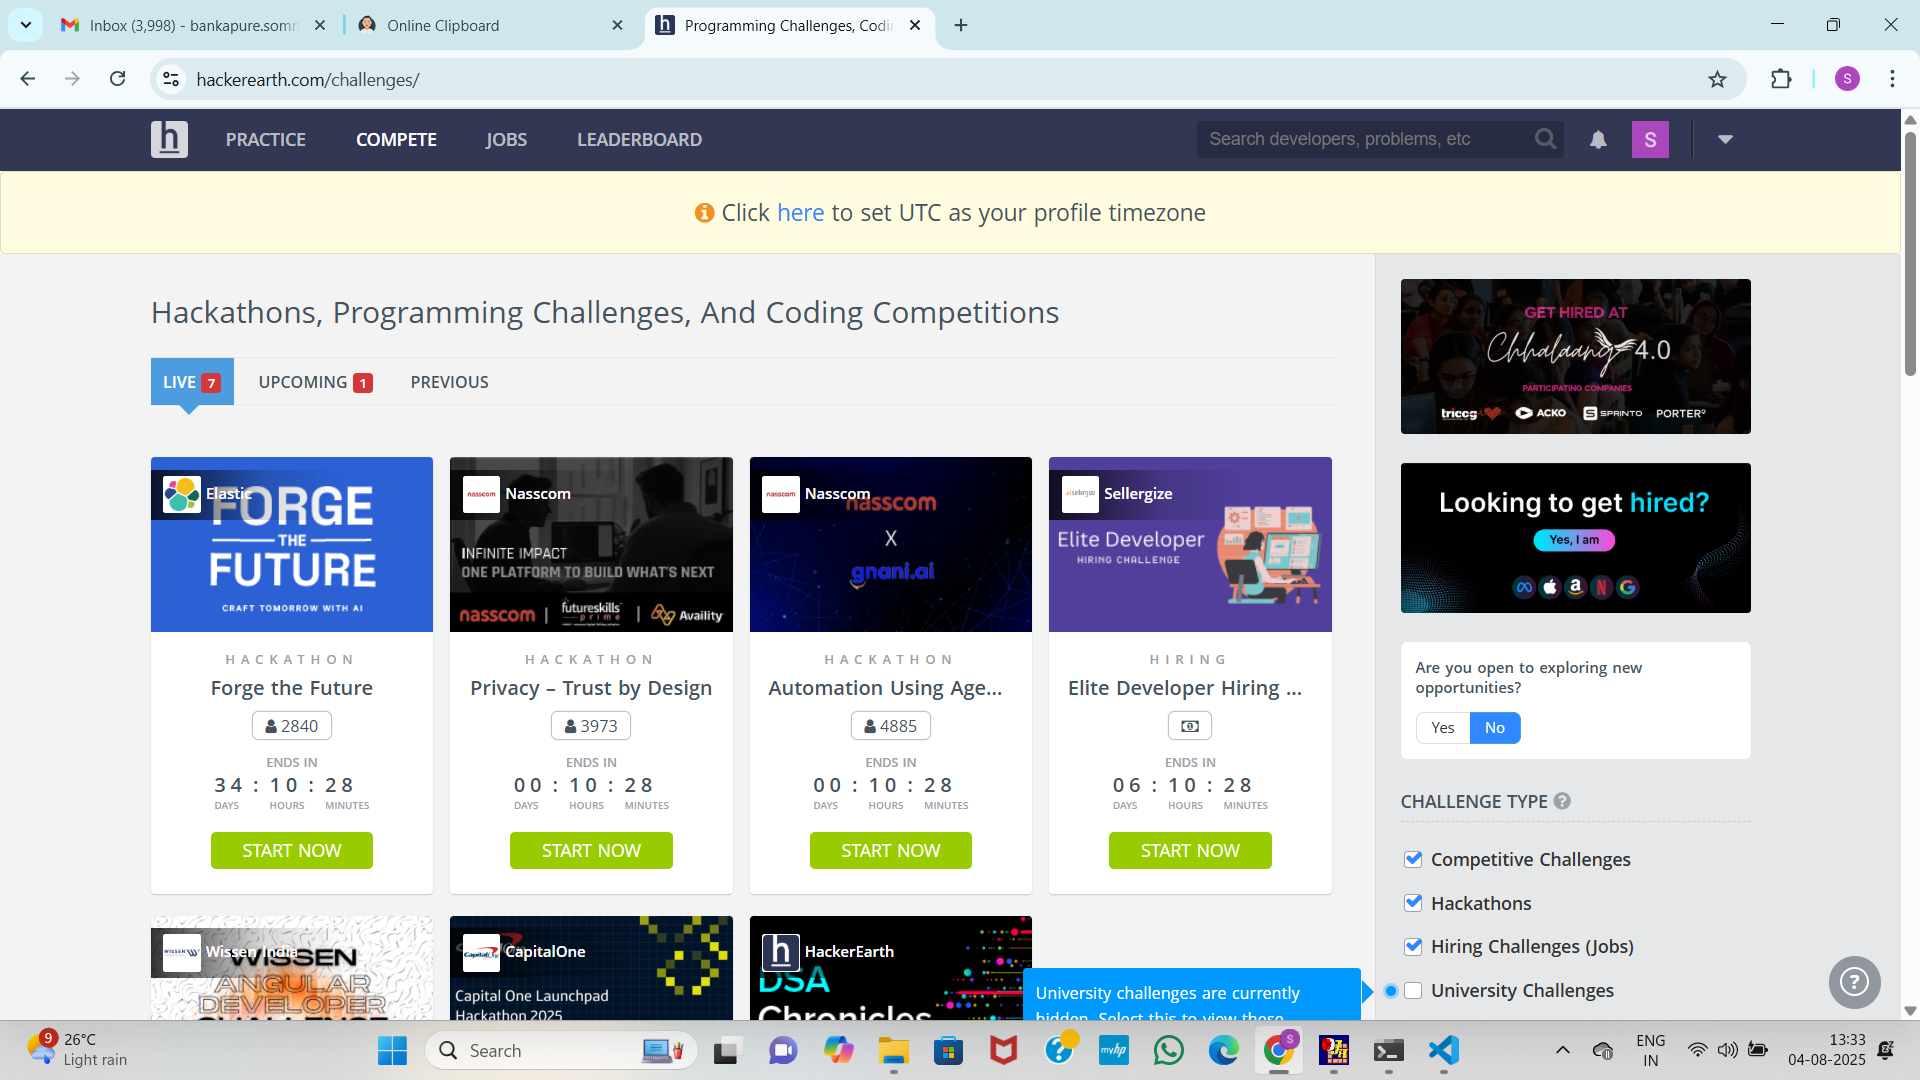 Inbox (3,998) - bankapure.somn
Online Clipboard
Programming Challenges, Codin
hackerearth.com/challenges/
S
h
PRACTICE
COMPETE
JOBS
LEADERBOARD
Search developers, problems, etc
S
Click here to set UTC as your profile timezone
Hackathons, Programming Challenges, And Coding Competitions
LIVE 7
UPCOMING 1
PREVIOUS
Elastic
FORGE
THE
FUTURE
CRAFT TOMORROW WITH AI
HACKATHON
Forge the Future
2840
ENDS IN
34 : 10 : 28
DAYS HOURS MINUTES
START NOW
nasscom
Nasscom
INFINITE IMPACT
ONE PLATFORM TO BUILD WHAT'S NEXT
nasscom | futureskills prime | Availity
HACKATHON
Privacy – Trust by Design
3973
ENDS IN
00 : 10 : 28
DAYS HOURS MINUTES
START NOW
nasscom
Nasscom
nasscom
X
gnani.ai
HACKATHON
Automation Using Age...
4885
ENDS IN
00 : 10 : 28
DAYS HOURS MINUTES
START NOW
sellergize
Sellergize
Elite Developer
HIRING CHALLENGE
HIRING
Elite Developer Hiring ...
ENDS IN
06 : 10 : 28
DAYS HOURS MINUTES
START NOW
WISSEN
Wissen India
WISSEN
ANGULAR
DEVELOPER
CHALLENGE
CapitalOne
CapitalOne
Capital One Launchpad
Hackathon 2025
h
HackerEarth
DSA
Chronicles
University challenges are currently
hidden. Select this to view these
GET HIRED AT
Chhalaang 4.0
PARTICIPATING COMPANIES
tricog ACKO SPRINTO PORTER
Looking to get hired?
Yes, I am
Are you open to exploring new
opportunities?
Yes
No
CHALLENGE TYPE ?
Competitive Challenges
Hackathons
Hiring Challenges (Jobs)
University Challenges
?
9
26°C
Light rain
Search
myhp
S
ENG
IN
13:33
04-08-2025